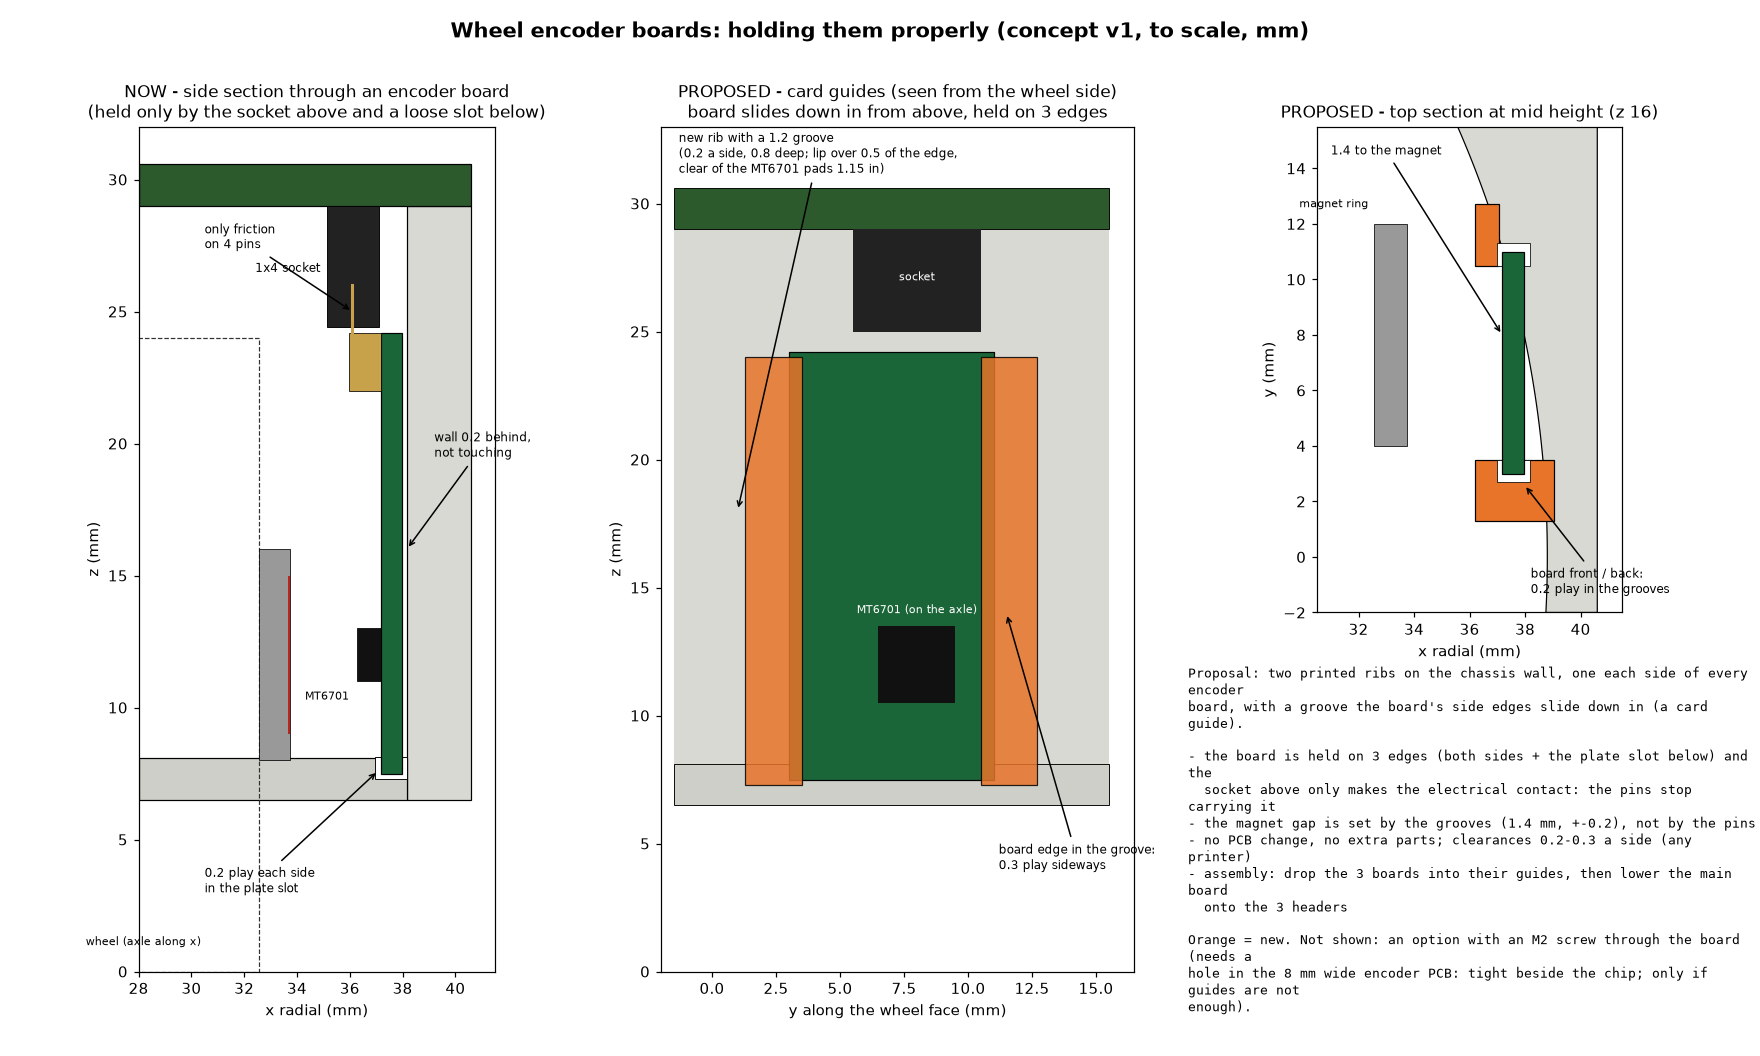 Wheel encoder boards: holding them properly (concept v1, to scale, mm)
NOW - side section through an encoder board
(held only by the socket above and a loose slot below)
30
25
20
15
10
5
0
z (mm)
28
30
32
34
36
38
40
x radial (mm)
only friction
on 4 pins
1x4 socket
wall 0.2 behind,
not touching
MT6701
0.2 play each side
in the plate slot
wheel (axle along x)
PROPOSED - card guides (seen from the wheel side)
board slides down in from above, held on 3 edges
new rib with a 1.2 groove
(0.2 a side, 0.8 deep; lip over 0.5 of the edge,
clear of the MT6701 pads 1.15 in)
socket
MT6701 (on the axle)
board edge in the groove:
0.3 play sideways
30
25
20
15
10
5
0
z (mm)
0.0
2.5
5.0
7.5
10.0
12.5
15.0
y along the wheel face (mm)
PROPOSED - top section at mid height (z 16)
1.4 to the magnet
magnet ring
board front / back:
0.2 play in the grooves
14
12
10
8
6
4
2
0
−2
y (mm)
32
34
36
38
40
x radial (mm)
Proposal: two printed ribs on the chassis wall, one each side of every
encoder
board, with a groove the board's side edges slide down in (a card
guide).
- the board is held on 3 edges (both sides + the plate slot below) and
the
socket above only makes the electrical contact: the pins stop
carrying it
- the magnet gap is set by the grooves (1.4 mm, +-0.2), not by the pins
- no PCB change, no extra parts; clearances 0.2-0.3 a side (any
printer)
- assembly: drop the 3 boards into their guides, then lower the main
board
onto the 3 headers
Orange = new. Not shown: an option with an M2 screw through the board
(needs a
hole in the 8 mm wide encoder PCB: tight beside the chip; only if
guides are not
enough).